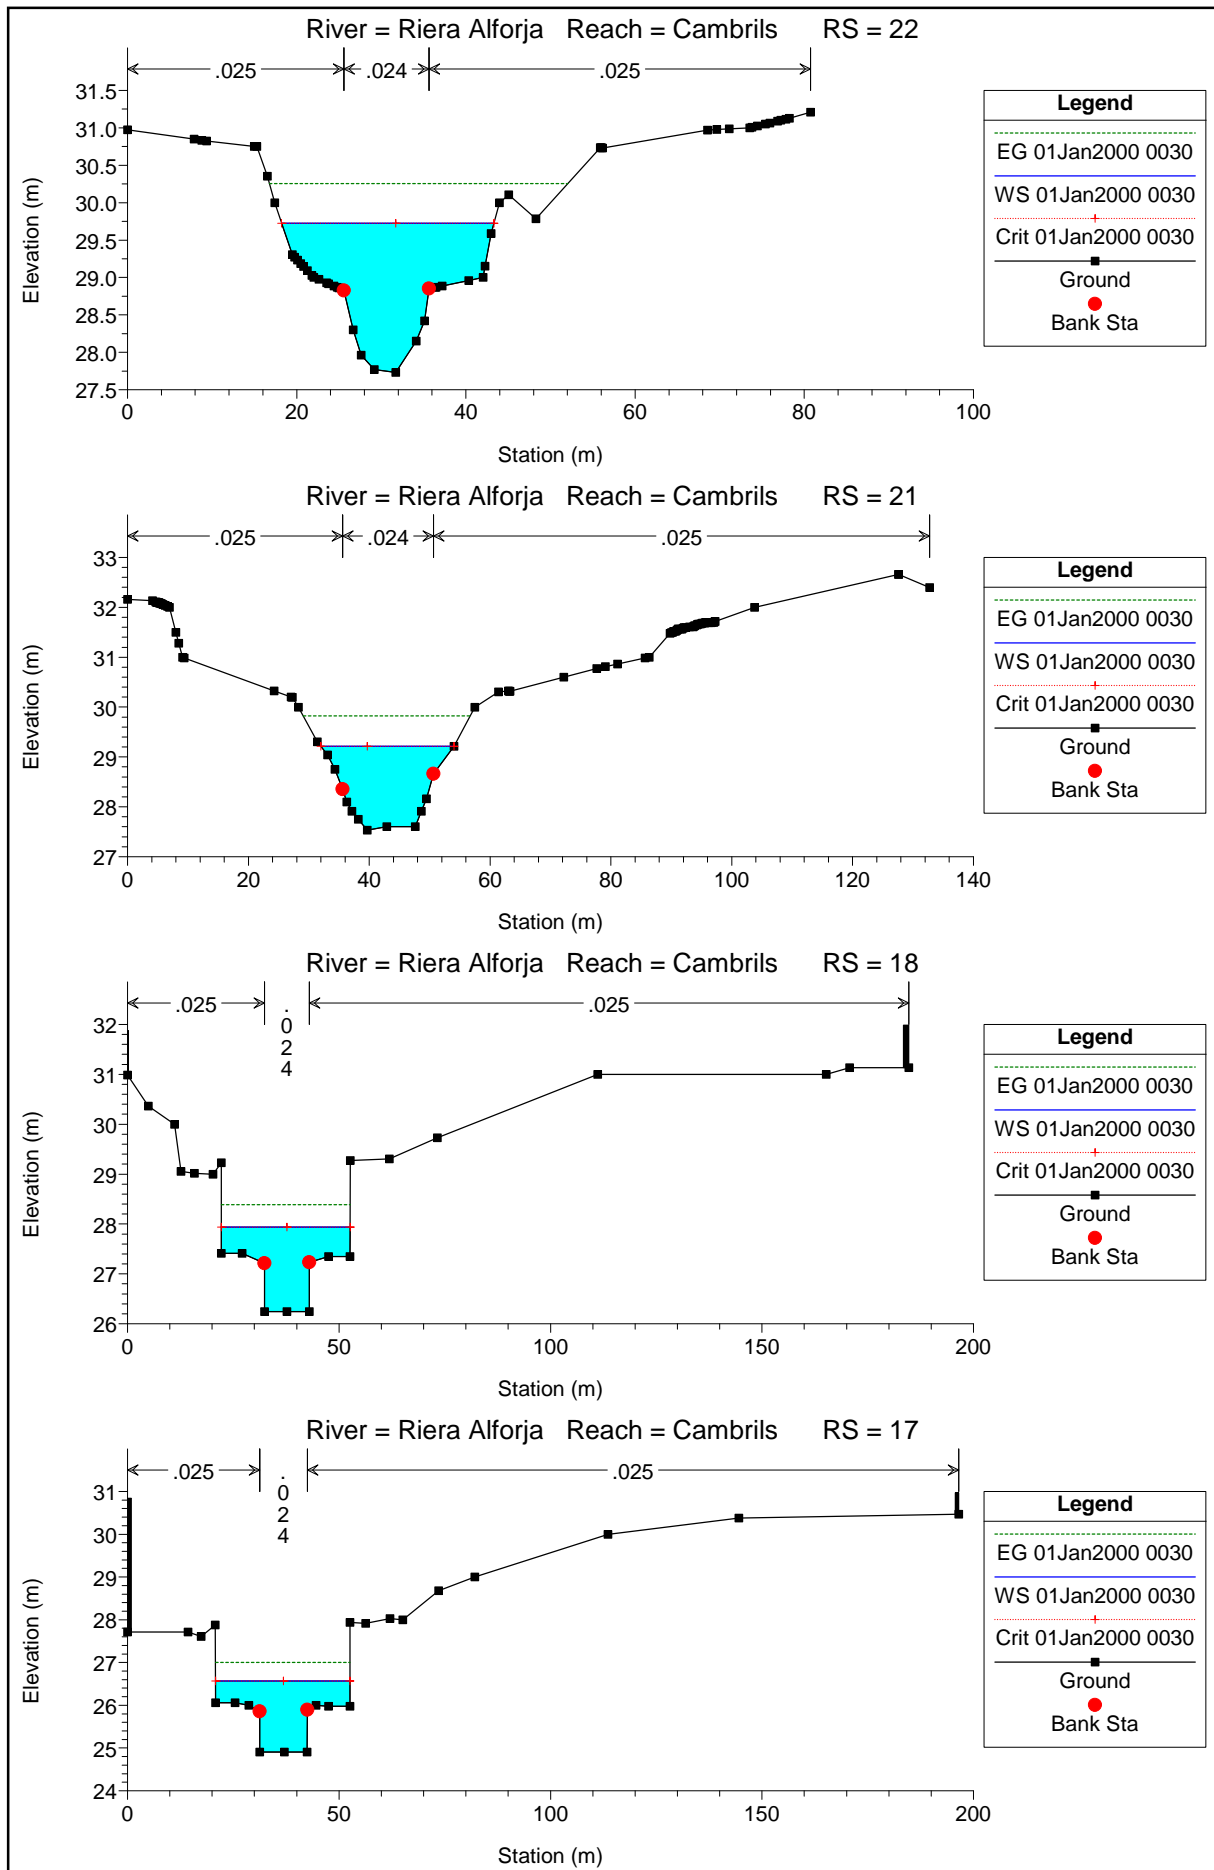 River = Riera Alforja   Reach = Cambrils      RS = 22
.025
.024
.025
31.5
31.0
30.5
30.0
29.5
29.0
28.5
28.0
27.5
Elevation (m)
0
20
40
60
80
100
Station (m)
Legend
EG 01Jan2000 0030
WS 01Jan2000 0030
Crit 01Jan2000 0030
Ground
Bank Sta
River = Riera Alforja   Reach = Cambrils      RS = 21
.025
.024
.025
33
32
31
30
29
28
27
Elevation (m)
0
20
40
60
80
100
120
140
Station (m)
Legend
EG 01Jan2000 0030
WS 01Jan2000 0030
Crit 01Jan2000 0030
Ground
Bank Sta
River = Riera Alforja   Reach = Cambrils      RS = 18
.025
.024
.025
32
31
30
29
28
27
26
Elevation (m)
0
50
100
150
200
Station (m)
Legend
EG 01Jan2000 0030
WS 01Jan2000 0030
Crit 01Jan2000 0030
Ground
Bank Sta
River = Riera Alforja   Reach = Cambrils      RS = 17
.025
.024
.025
31
30
29
28
27
26
25
24
Elevation (m)
0
50
100
150
200
Station (m)
Legend
EG 01Jan2000 0030
WS 01Jan2000 0030
Crit 01Jan2000 0030
Ground
Bank Sta